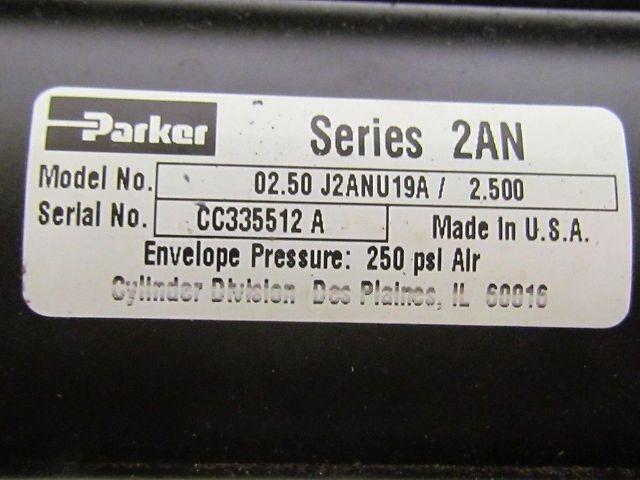 Parker
Series 2AN
Model No. 02.50 J2ANU19A / 2.500
Serial No. CC335512 A Made In U.S.A.
Envelope Pressure: 250 psi Air
Cylinder Division Des Plaines, IL 60016